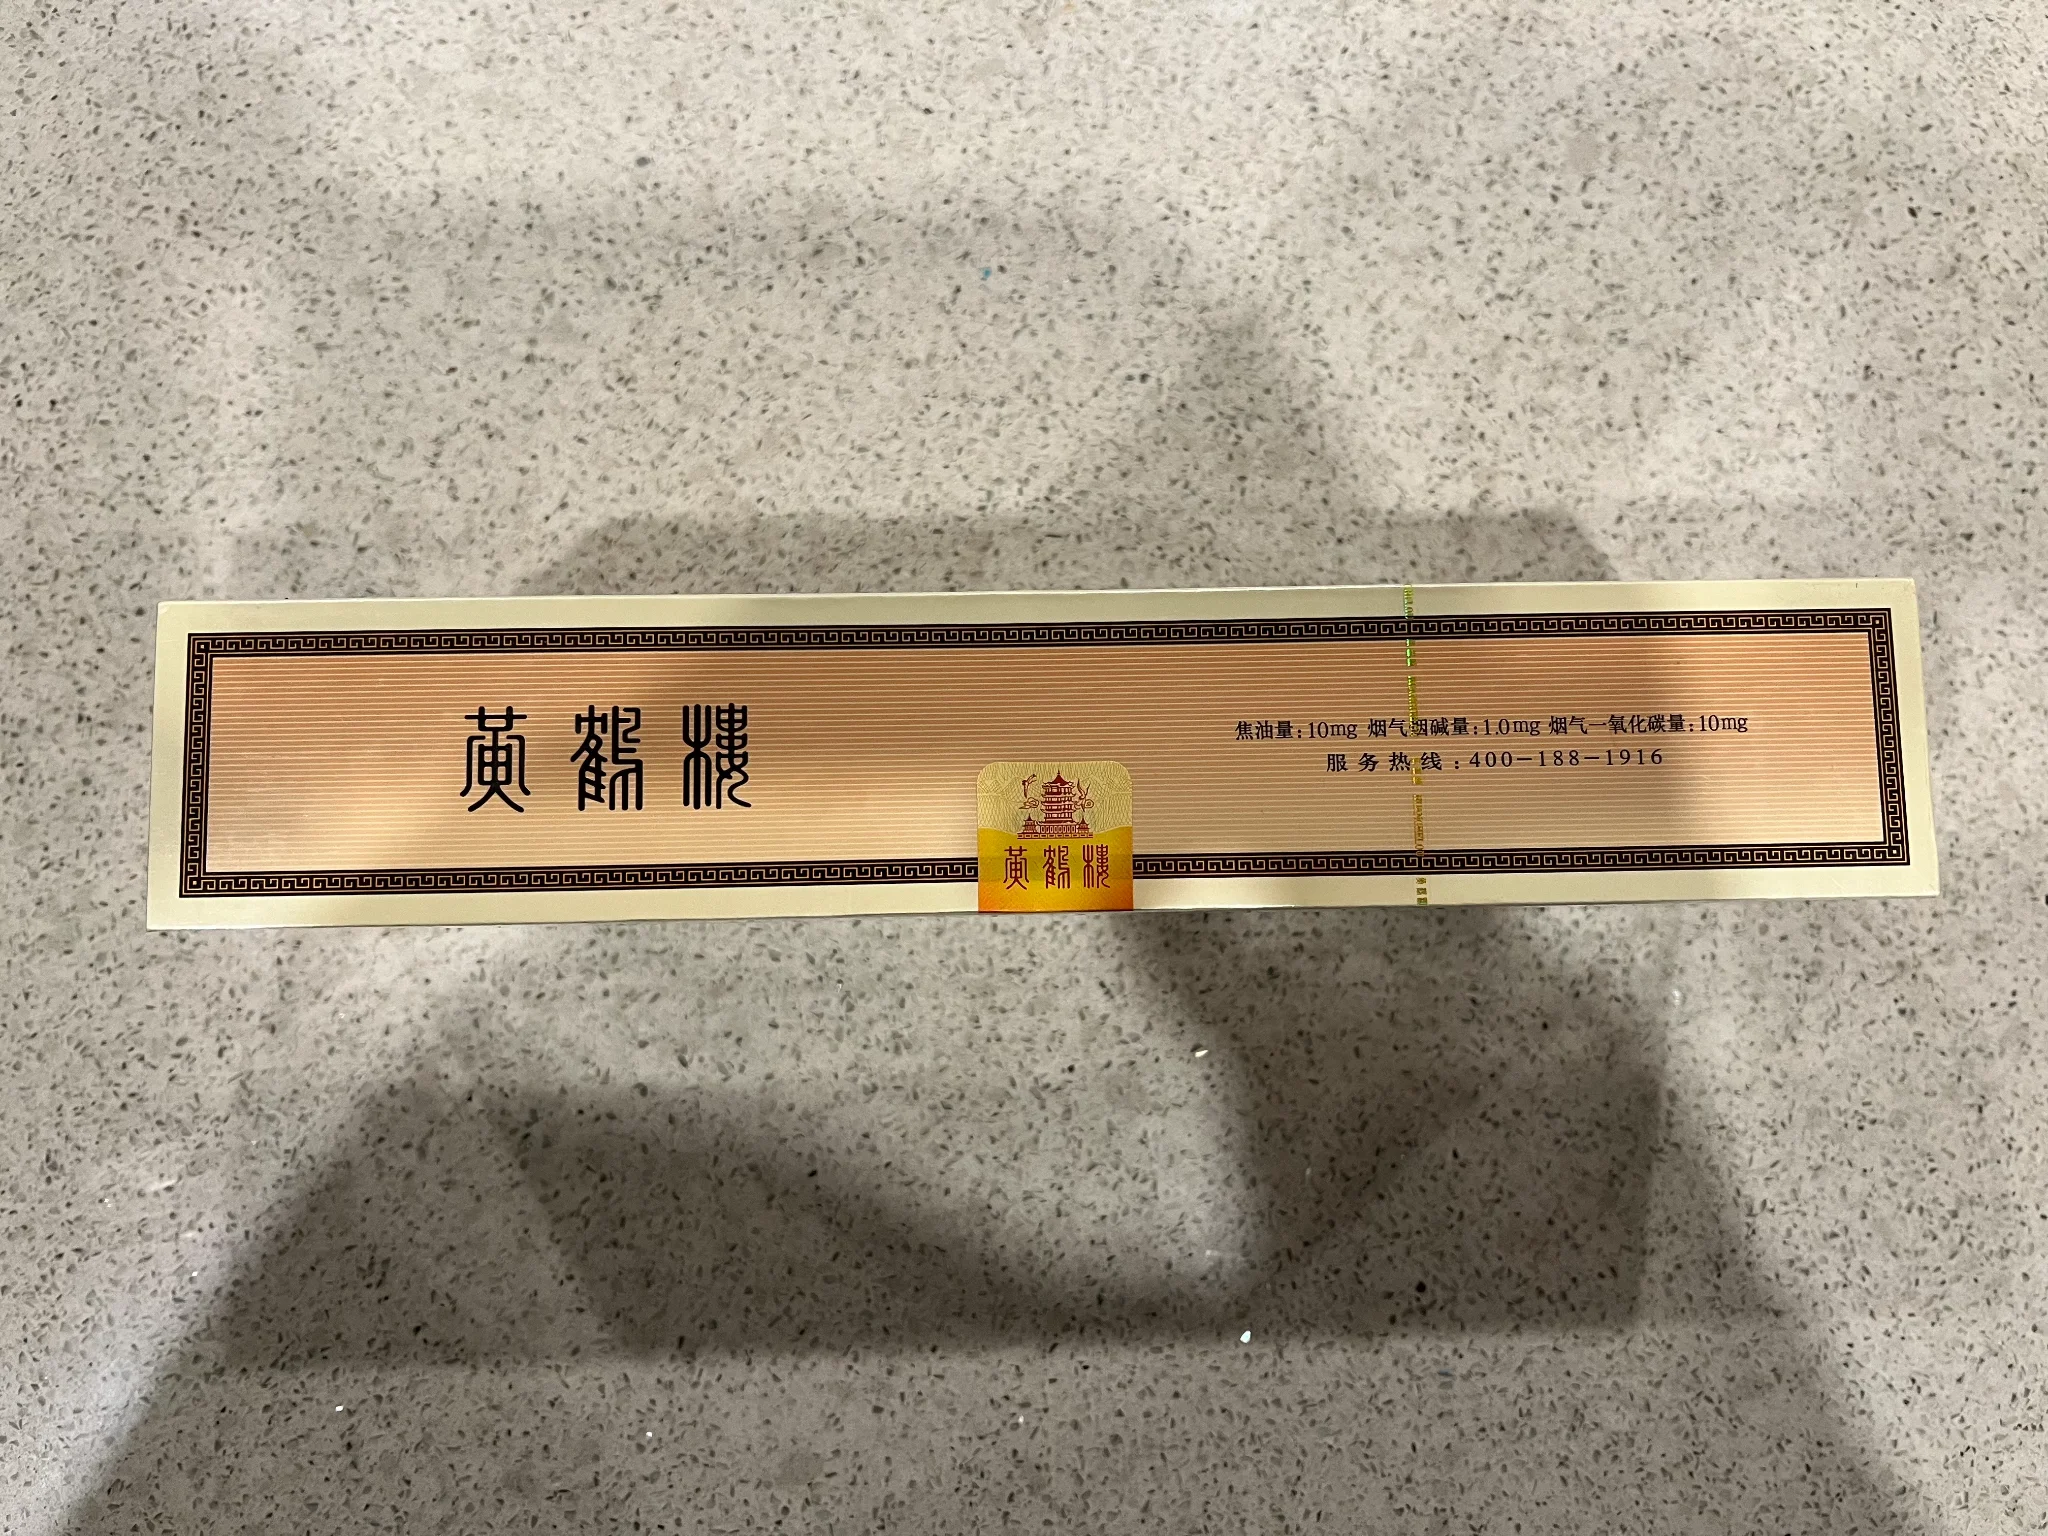 黄鹤楼
焦油量:10mg 烟气烟碱量:1.0mg 烟气一氧化碳量:10mg
服务热线:400-188-1916
黄鹤楼